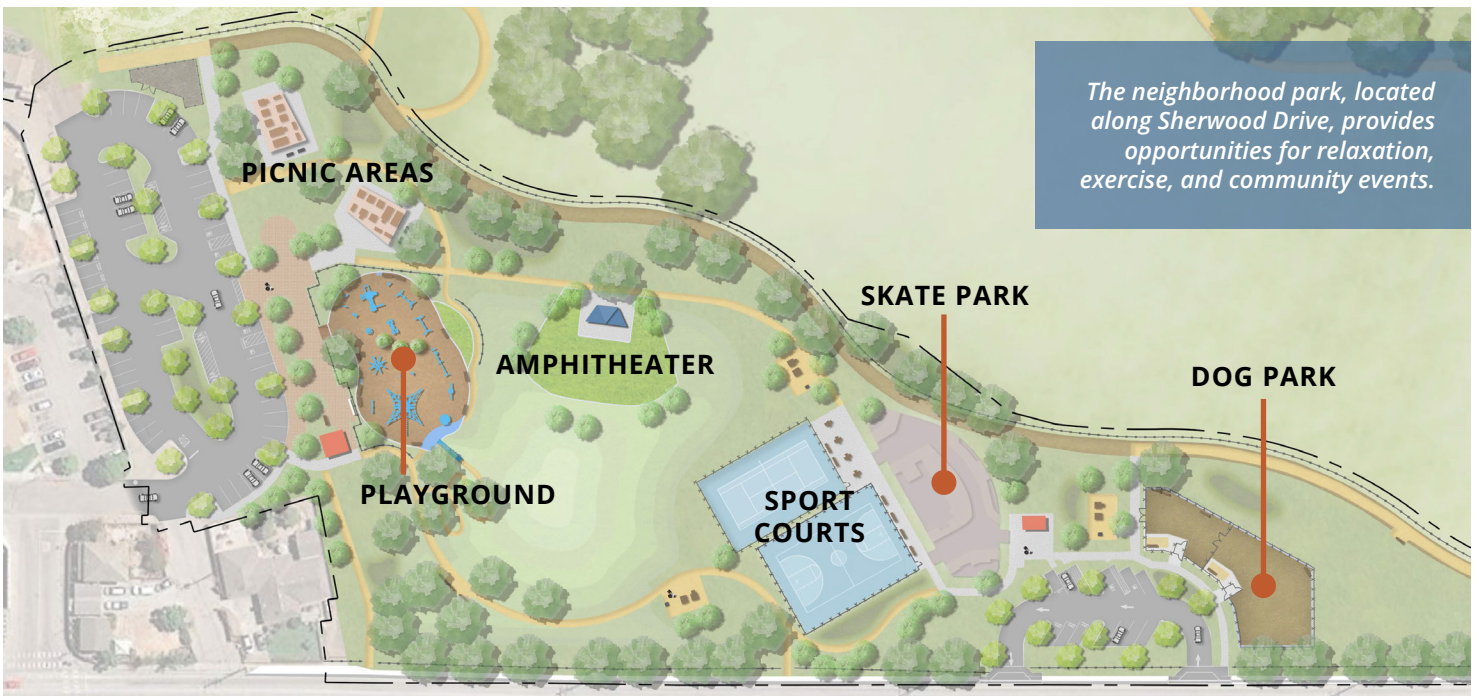 The neighborhood park, located
along Sherwood Drive, provides
opportunities for relaxation,
exercise, and community events.
PICNIC AREAS
SKATE PARK
AMPHITHEATER
DOG PARK
PLAYGROUND
SPORT
COURTS